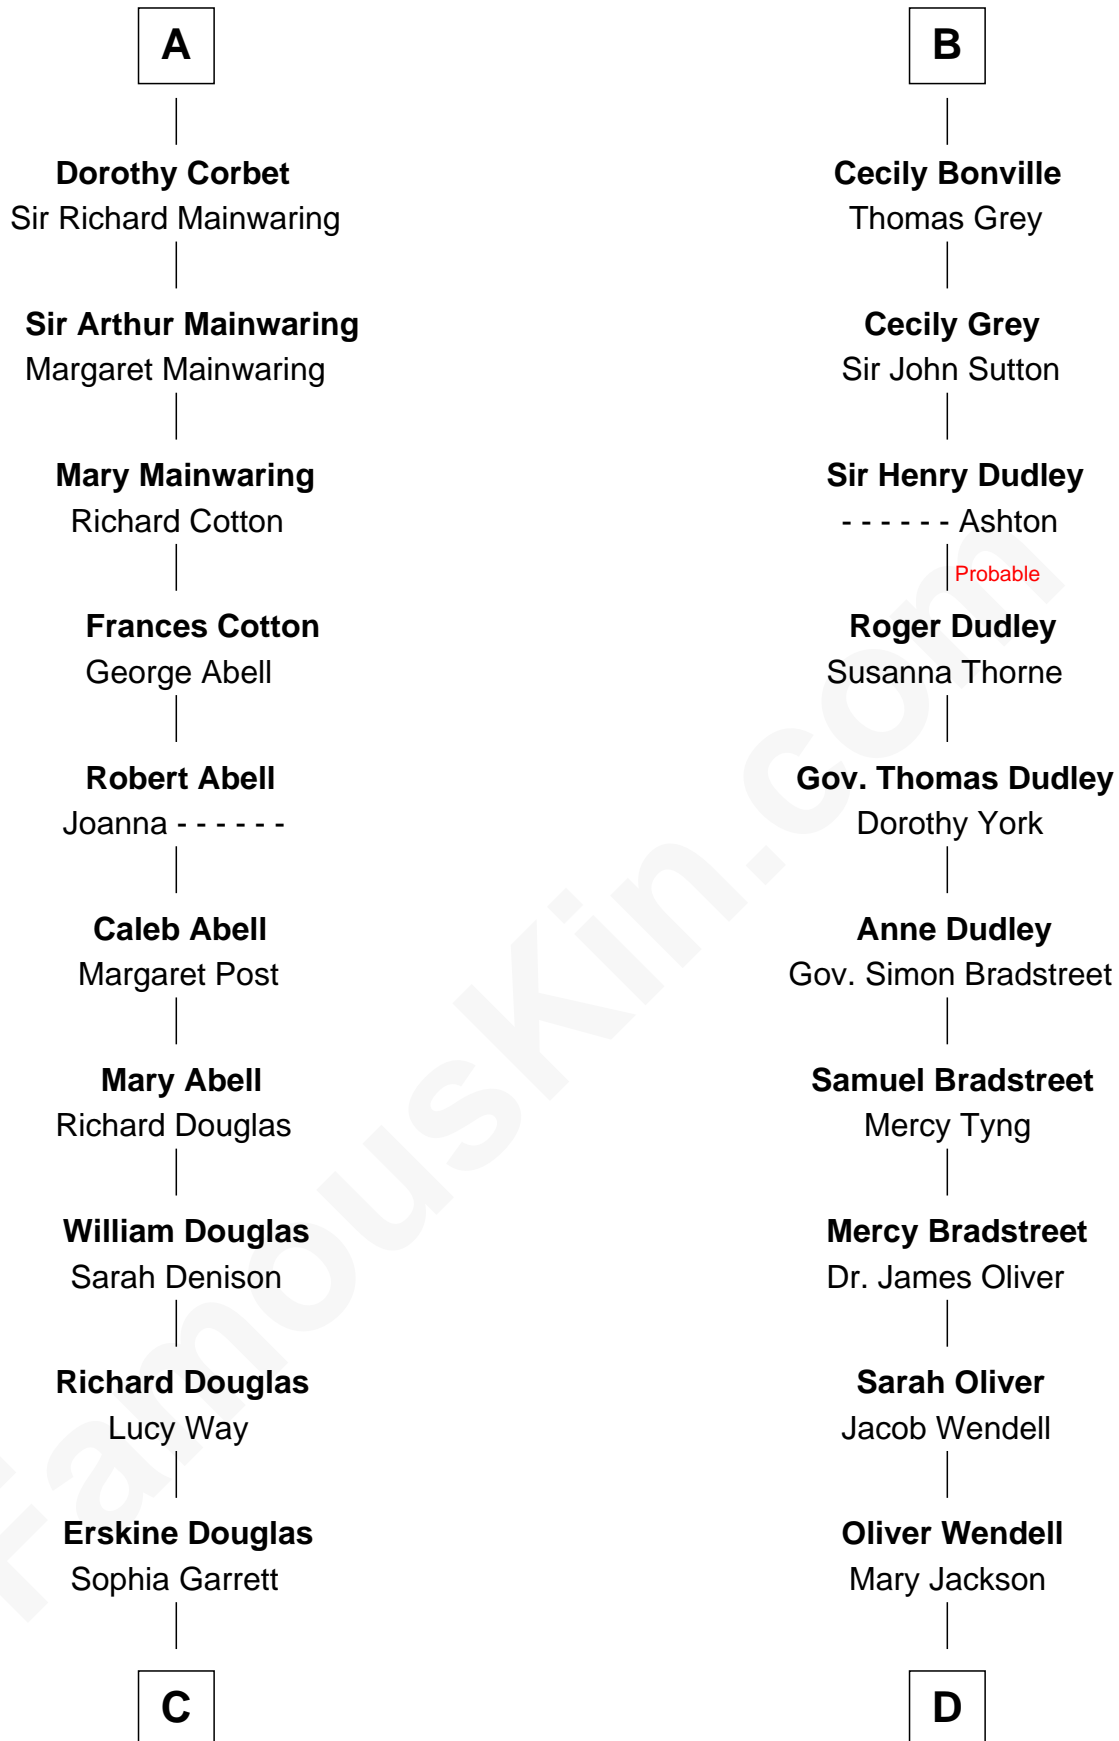 A
Dorothy Corbet
Sir Richard Mainwaring
Sir Arthur Mainwaring
Margaret Mainwaring
Mary Mainwaring
Richard Cotton
Frances Cotton
George Abell
Robert Abell
Joanna - - - - - -
Caleb Abell
Margaret Post
Mary Abell
Richard Douglas
William Douglas
Sarah Denison
Richard Douglas
Lucy Way
Erskine Douglas
Sophia Garrett
C
B
Cecily Bonville
Thomas Grey
Cecily Grey
Sir John Sutton
Sir Henry Dudley
- - - - - - Ashton
Probable
Roger Dudley
Susanna Thorne
Gov. Thomas Dudley
Dorothy York
Anne Dudley
Gov. Simon Bradstreet
Samuel Bradstreet
Mercy Tyng
Mercy Bradstreet
Dr. James Oliver
Sarah Oliver
Jacob Wendell
Oliver Wendell
Mary Jackson
D
FamousKin.com